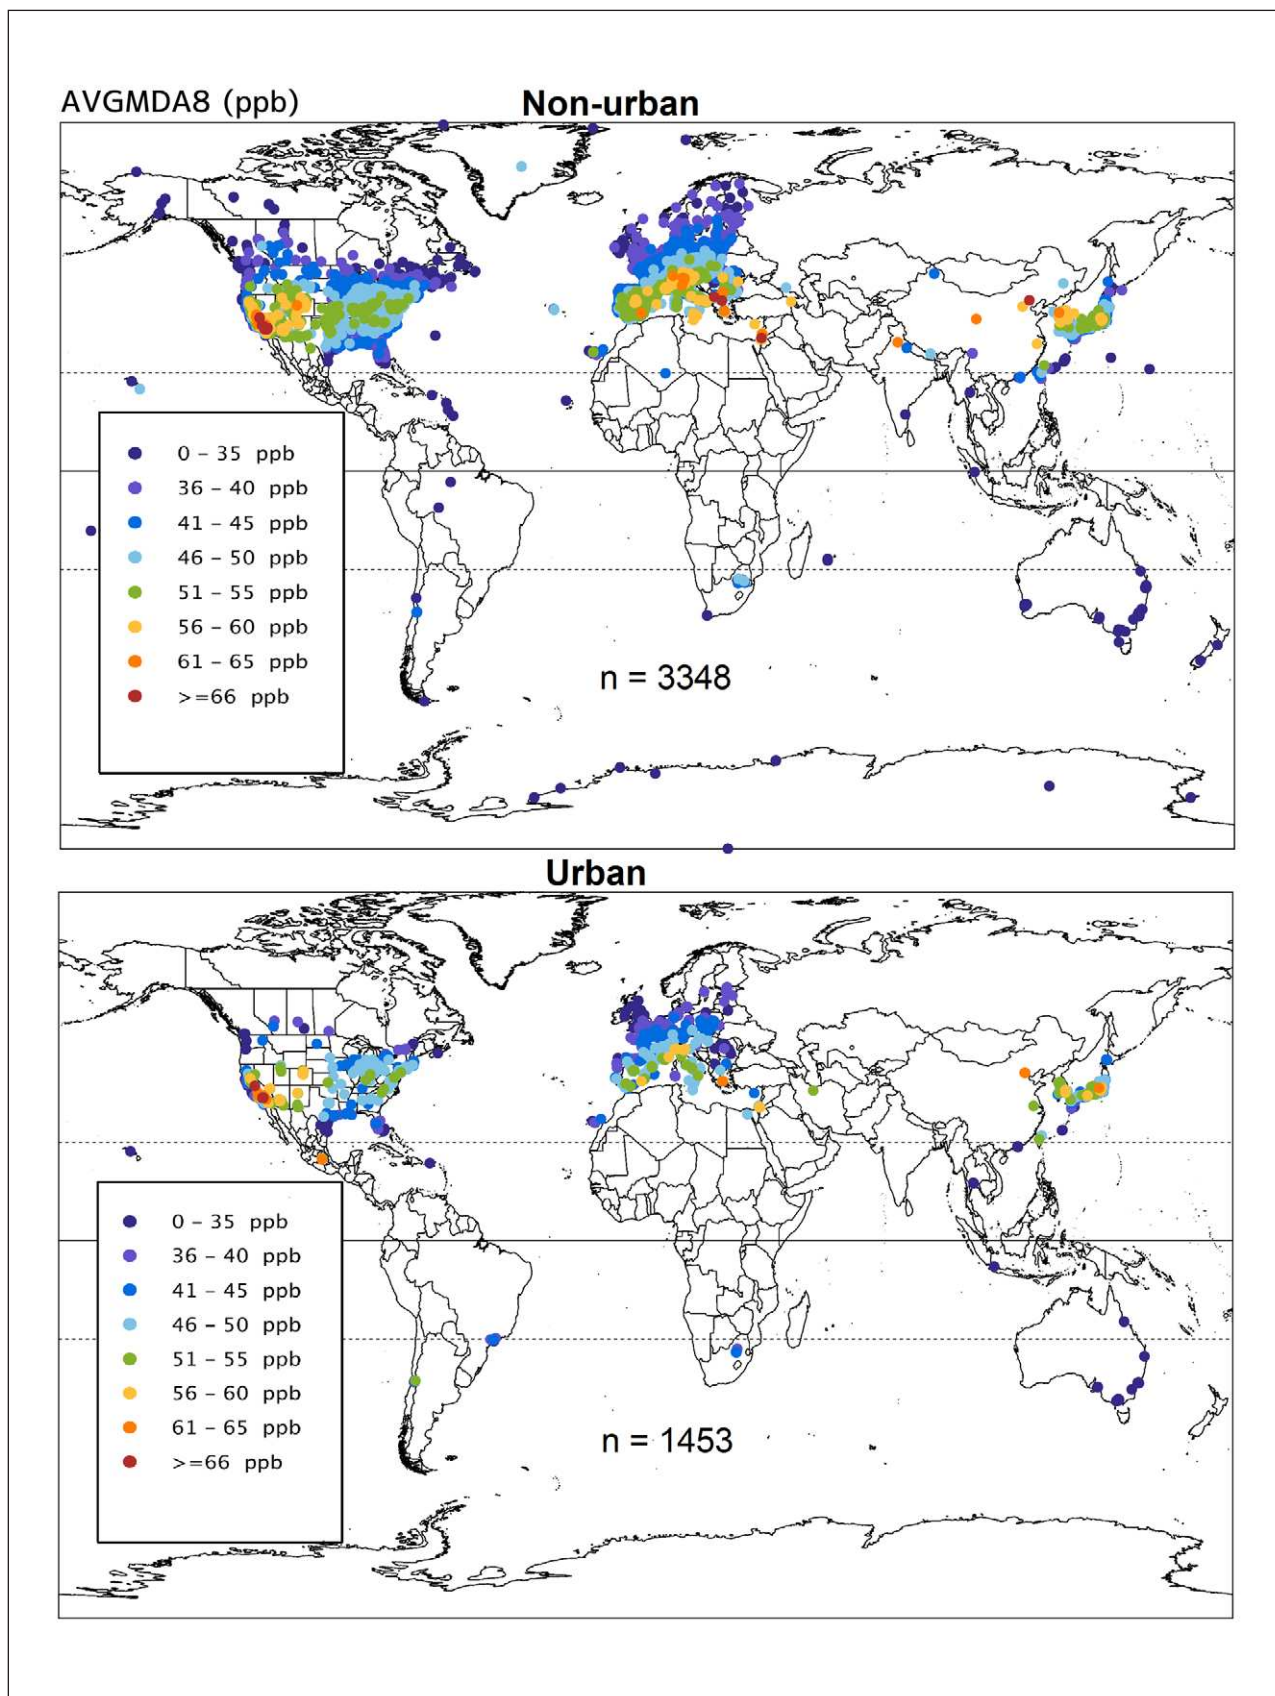 AVGMDA8 (ppb)
Non-urban
0 – 35 ppb
36 – 40 ppb
41 – 45 ppb
46 – 50 ppb
51 – 55 ppb
56 – 60 ppb
61 – 65 ppb
>=66 ppb
n = 3348
Urban
0 – 35 ppb
36 – 40 ppb
41 – 45 ppb
46 – 50 ppb
51 – 55 ppb
56 – 60 ppb
61 – 65 ppb
>=66 ppb
n = 1453